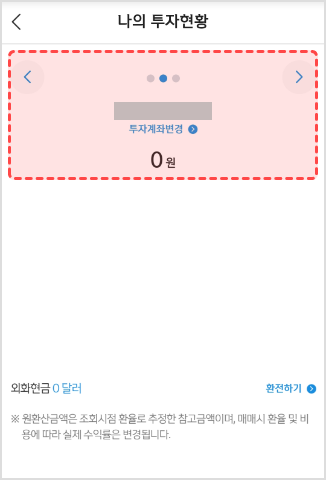 나의 투자현황
투자계좌변경
0 원
외화현금 0 달러
환전하기
※ 원환산금액은 조회시점 환율로 추정한 참고금액이며, 매매시 환율 및 비
용에 따라 실제 수익률은 변경됩니다.